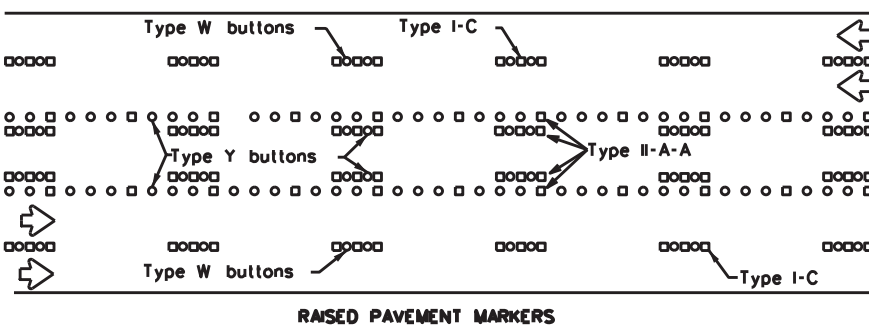 Type W buttons
Type I-C
Type Y buttons
Type II-A-A
Type W buttons
Type I-C
RAISED PAVEMENT MARKERS